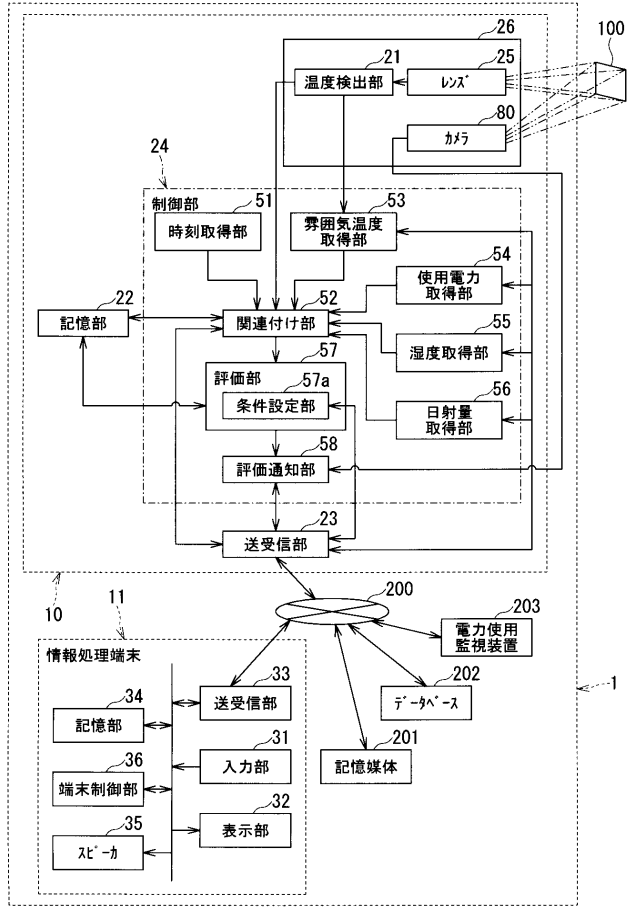 26
100
21
温度検出部
25
レンズ
80
カメラ
24
制御部
51
時刻取得部
53
雰囲気温度
取得部
54
使用電力
取得部
22
記憶部
52
関連付け部
55
湿度取得部
57
評価部
57a
条件設定部
56
日射量
取得部
58
評価通知部
23
送受信部
10
11
200
203
電力使用
監視装置
情報処理端末
33
送受信部
202
データベース
1
34
記憶部
31
入力部
201
記憶媒体
36
端末制御部
32
表示部
35
スピーカ